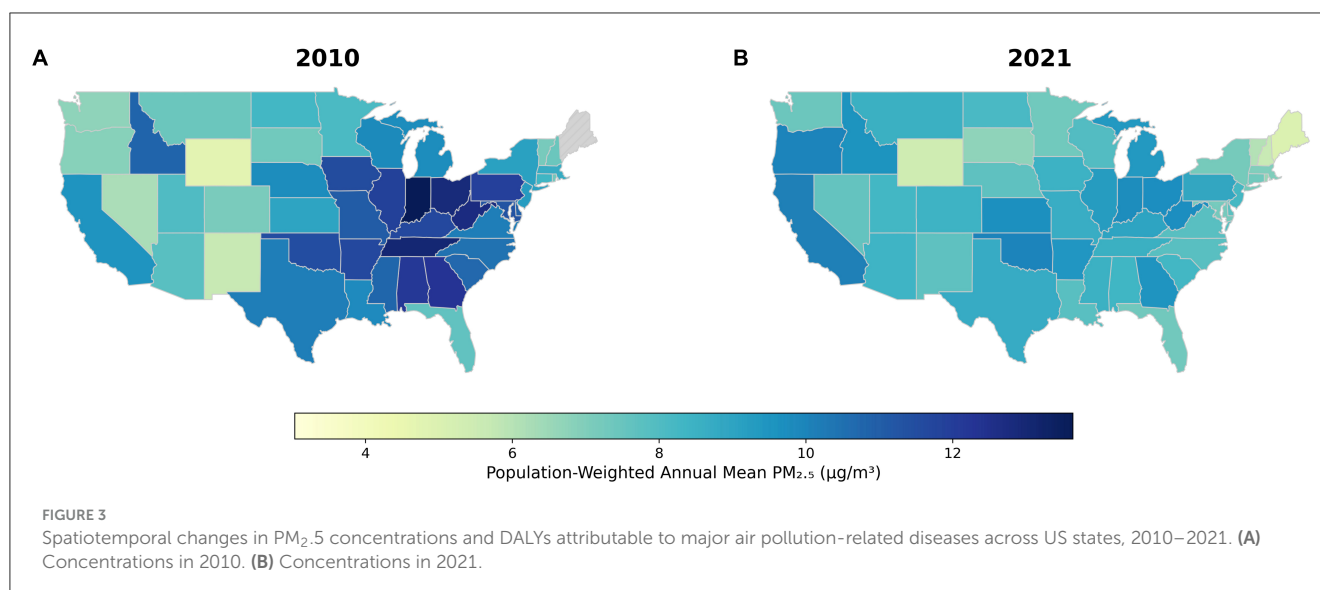 A
2010
B
2021
4 6 8 10 12
Population-Weighted Annual Mean PM₂.₅ (μg/m³)
FIGURE 3
Spatiotemporal changes in PM₂.5 concentrations and DALYs attributable to major air pollution-related diseases across US states, 2010–2021. (A)
Concentrations in 2010. (B) Concentrations in 2021.